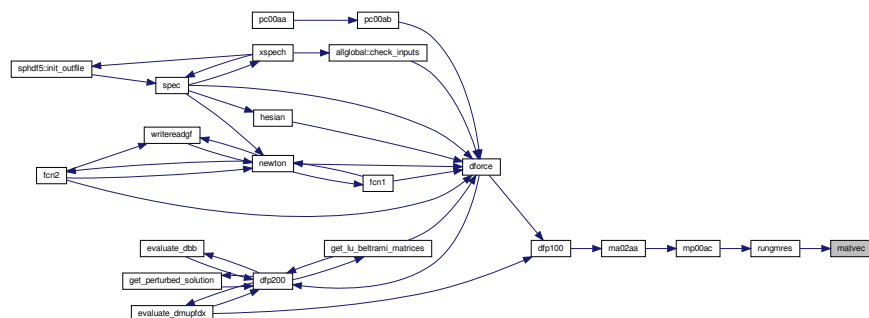 pc00aa
pc00ab
xspech
allglobal::check_inputs
sphdf5::init_outfile
spec
hesian
writereadgf
newton
dforce
fcn2
fcn1
evaluate_dbb
get_lu_beltrami_matrices
dfp100
ma02aa
mp00ac
rungmres
matvec
get_perturbed_solution
dfp200
evaluate_dmupfdx